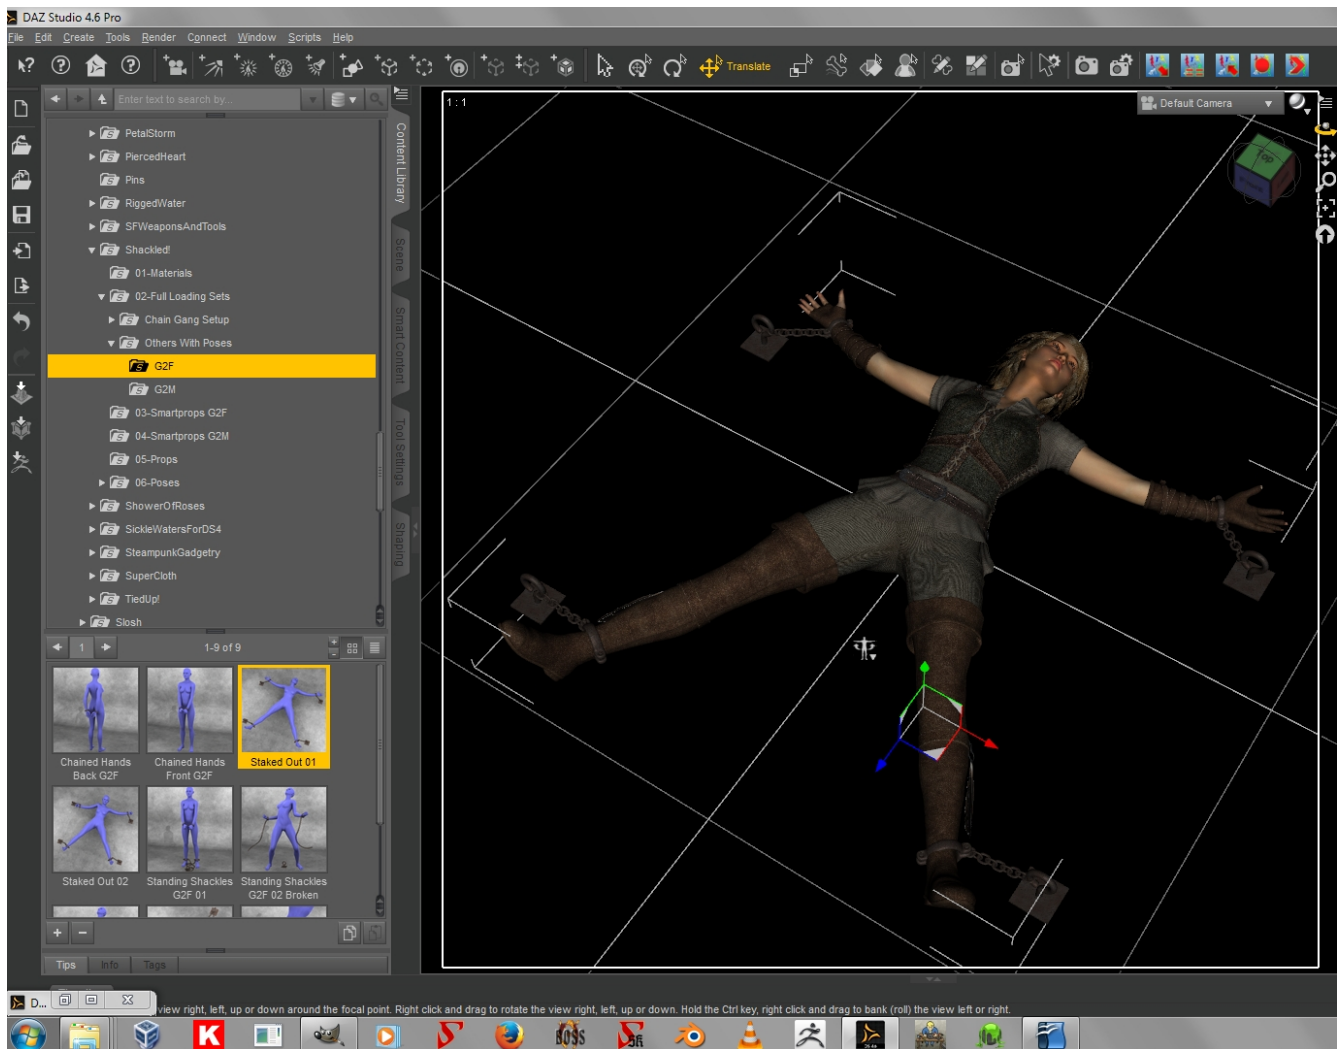 DAZ Studio 4.6 Pro
File Edit Create Tools Render Connect Window Scripts Help
Translate
Enter text to search by...
PetalStorm
PiercedHeart
Pins
RiggedWater
SFWeaponsAndTools
Shackled!
01-Materials
02-Full Loading Sets
Chain Gang Setup
Others With Poses
G2F
G2M
03-Smartprops G2F
04-Smartprops G2M
05-Props
06-Poses
ShowerOfRoses
SickleWatersForDS4
SteampunkGadgetry
SuperCloth
TiedUp!
Slosh
Content Library
Scene
Smart Content
Tool Settings
Shaping
1 : 1
Default Camera
Top
1
1-9 of 9
Chained Hands
Back G2F
Chained Hands
Front G2F
Staked Out 01
Staked Out 02
Standing Shackles
G2F 01
Standing Shackles
G2F 02 Broken
Tips Info Tags
D...
view right, left, up or down around the focal point. Right click and drag to rotate the view right, left, up or down. Hold the Ctrl key, right click and drag to bank (roll) the view left or right.
K